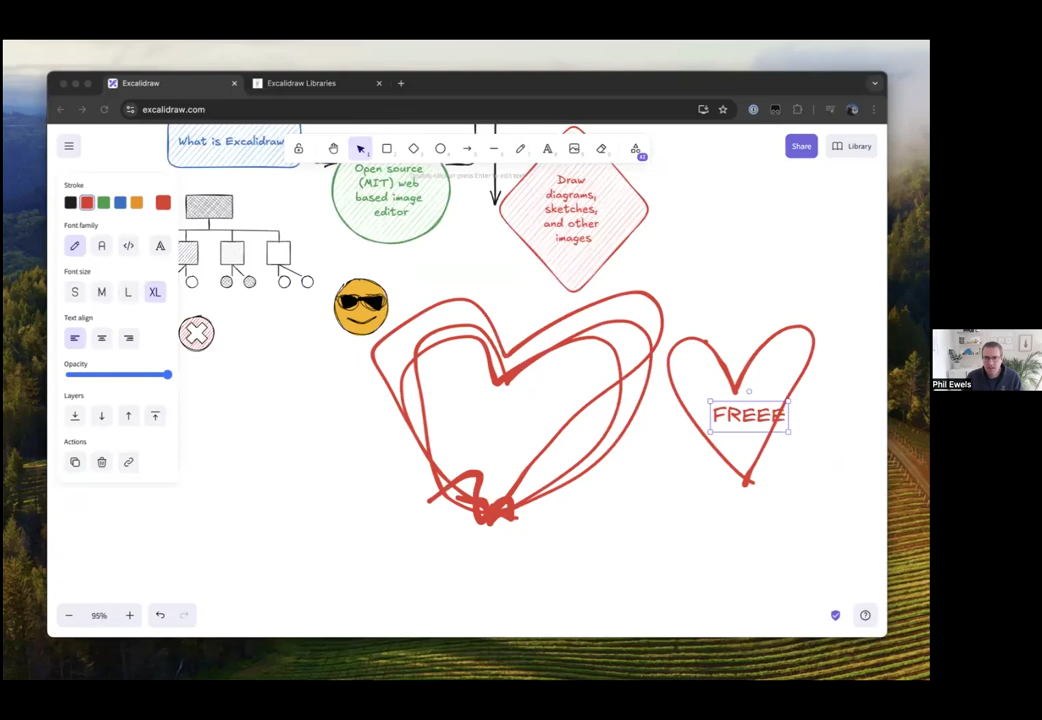 Excalidraw
Excalidraw Libraries
excalidraw.com
What is Excalidraw
Share
Library
Stroke
Font family
Font size
S M L XL
Text align
Opacity
Layers
Actions
Open source
(MIT) web
based image
editor
Draw
diagrams,
sketches,
and other
images
FREEE
95%
Phil Ewels